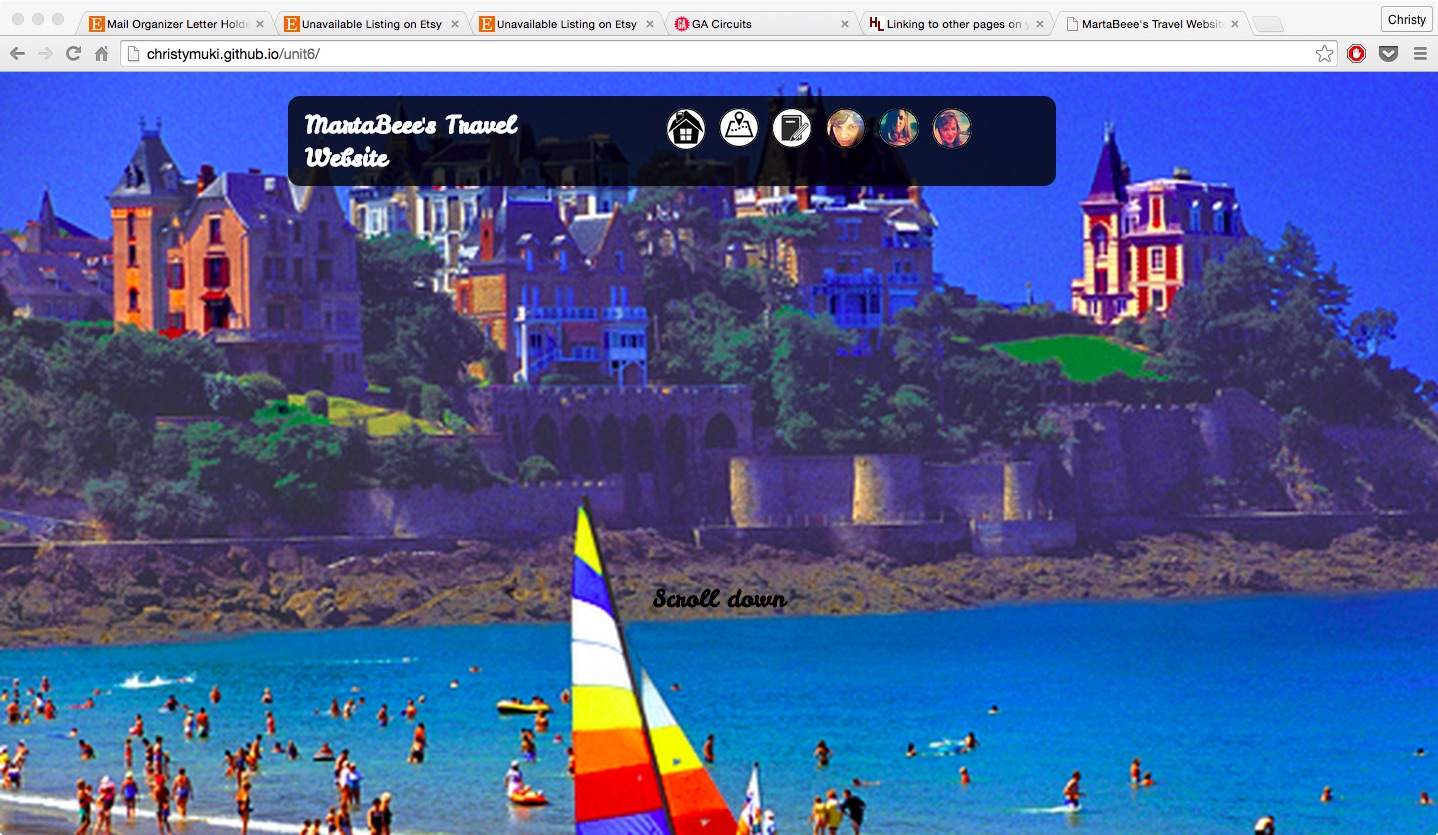 Mail Organizer Letter Holde
Unavailable Listing on Etsy
Unavailable Listing on Etsy
GA Circuits
Linking to other pages on y
MartaBeee's Travel Websit
Christy
christymuki.github.io/unit6/
MartaBeee's Travel
Website
Scroll down